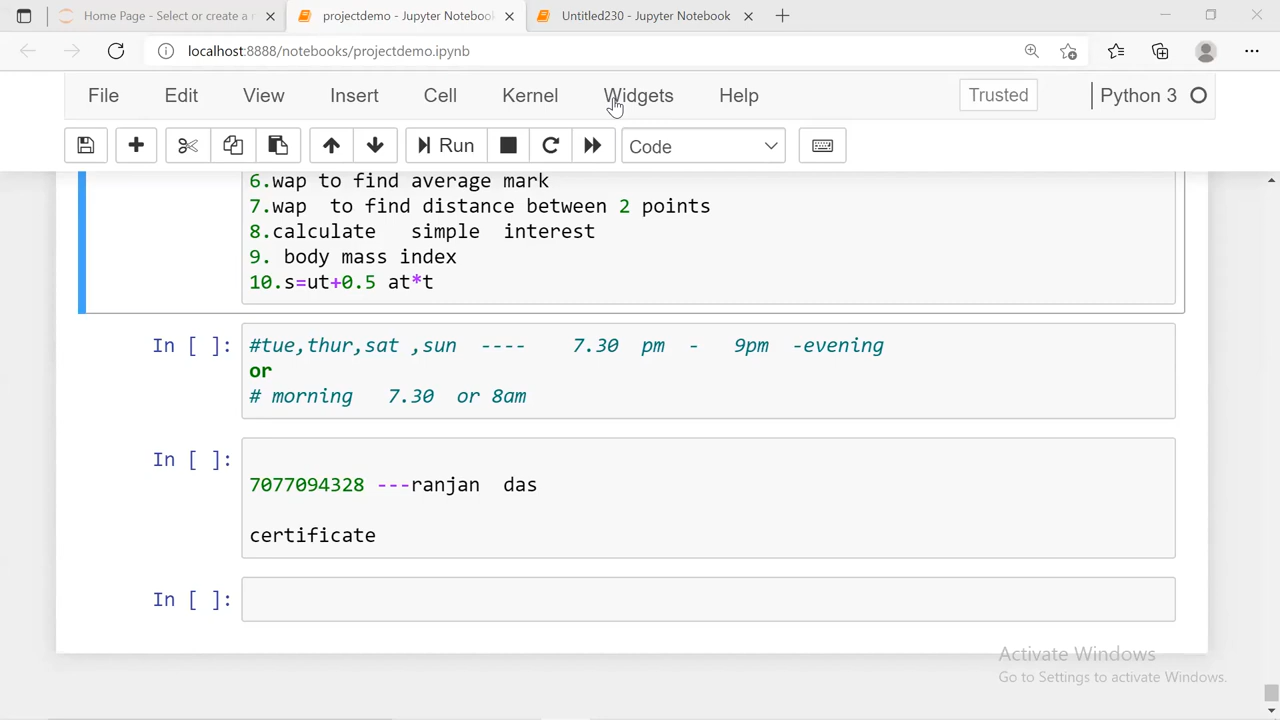 Home Page - Select or create a n
projectdemo - Jupyter Notebook
Untitled230 - Jupyter Notebook
localhost:8888/notebooks/projectdemo.ipynb
File Edit View Insert Cell Kernel Widgets Help Trusted Python 3
Run Code
6.wap to find average mark
7.wap to find distance between 2 points
8.calculate simple interest
9. body mass index
10.s=ut+0.5 at*t
In [ ]: #tue,thur,sat ,sun ---- 7.30 pm - 9pm -evening
or
# morning 7.30 or 8am
In [ ]:
7077094328 ---ranjan das
certificate
In [ ]:
Activate Windows
Go to Settings to activate Windows.